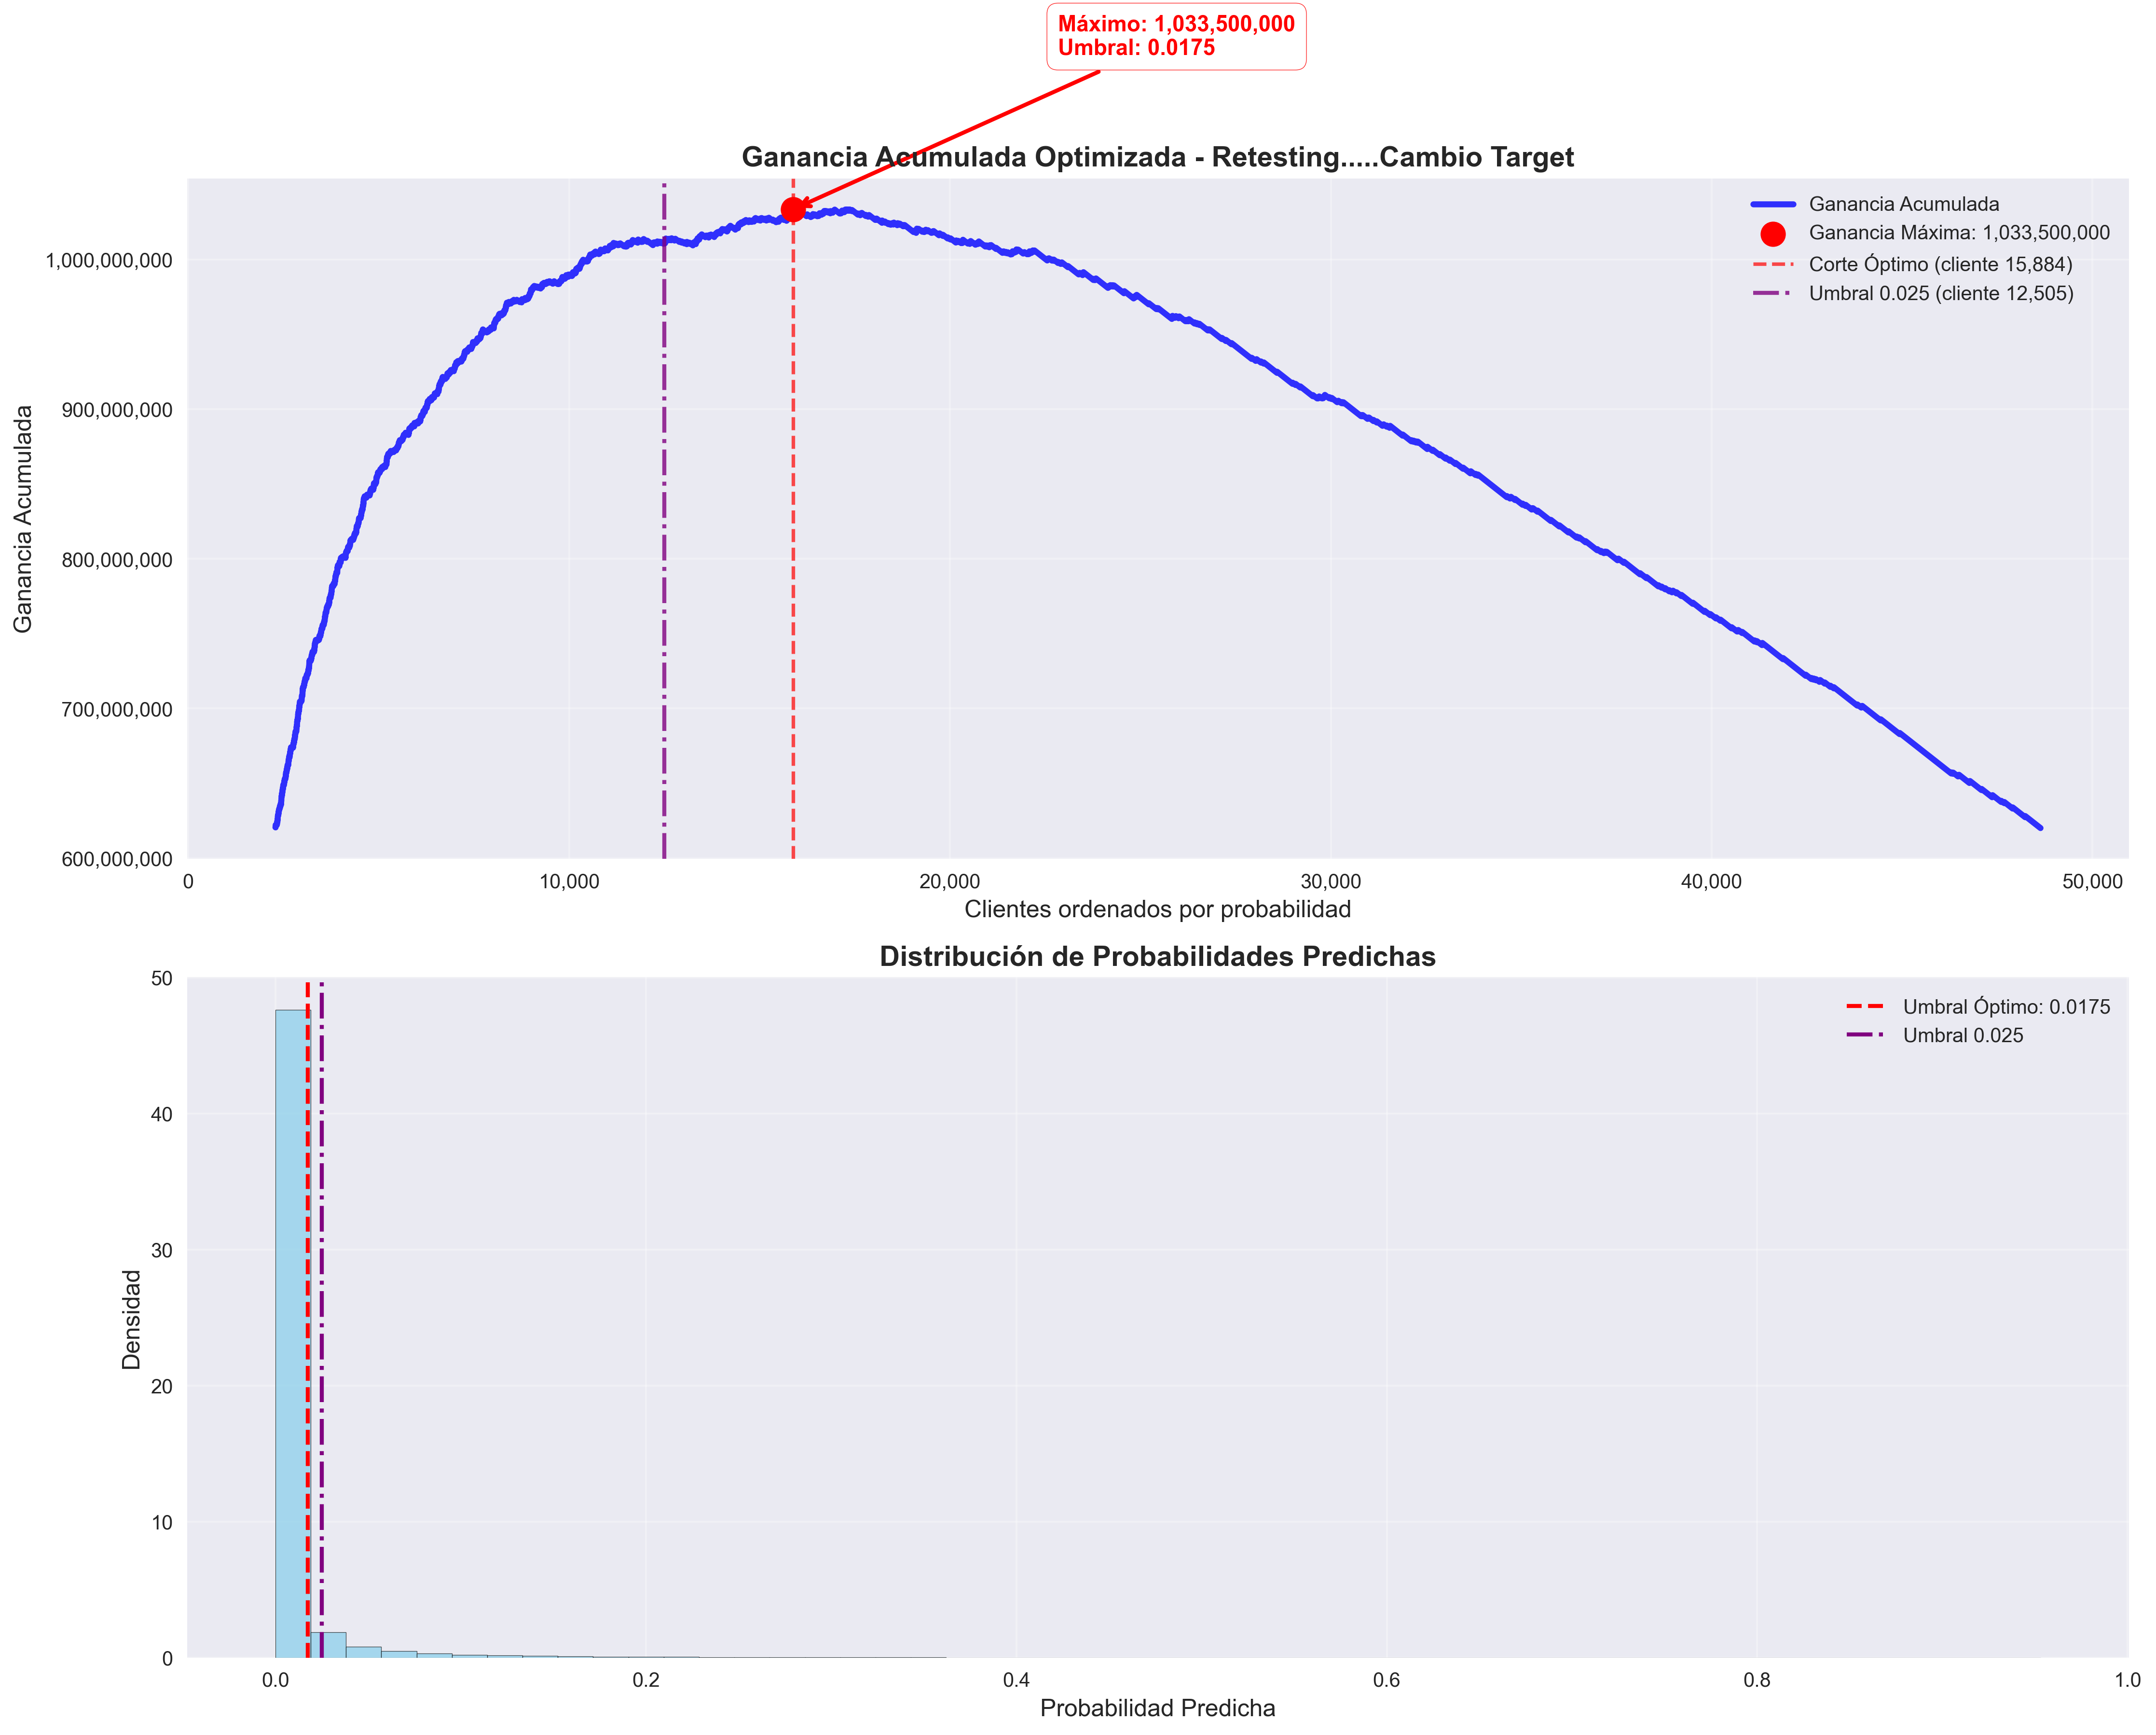 Máximo: 1,033,500,000
Umbral: 0.0175
Ganancia Acumulada Optimizada - Retesting.....Cambio Target
Ganancia Acumulada
Ganancia Máxima: 1,033,500,000
Corte Óptimo (cliente 15,884)
Umbral 0.025 (cliente 12,505)
Ganancia Acumulada
1,000,000,000
900,000,000
800,000,000
700,000,000
600,000,000
0
10,000
20,000
30,000
40,000
50,000
Clientes ordenados por probabilidad
Distribución de Probabilidades Predichas
Umbral Óptimo: 0.0175
Umbral 0.025
Densidad
50
40
30
20
10
0
0.0
0.2
0.4
0.6
0.8
1.0
Probabilidad Predicha